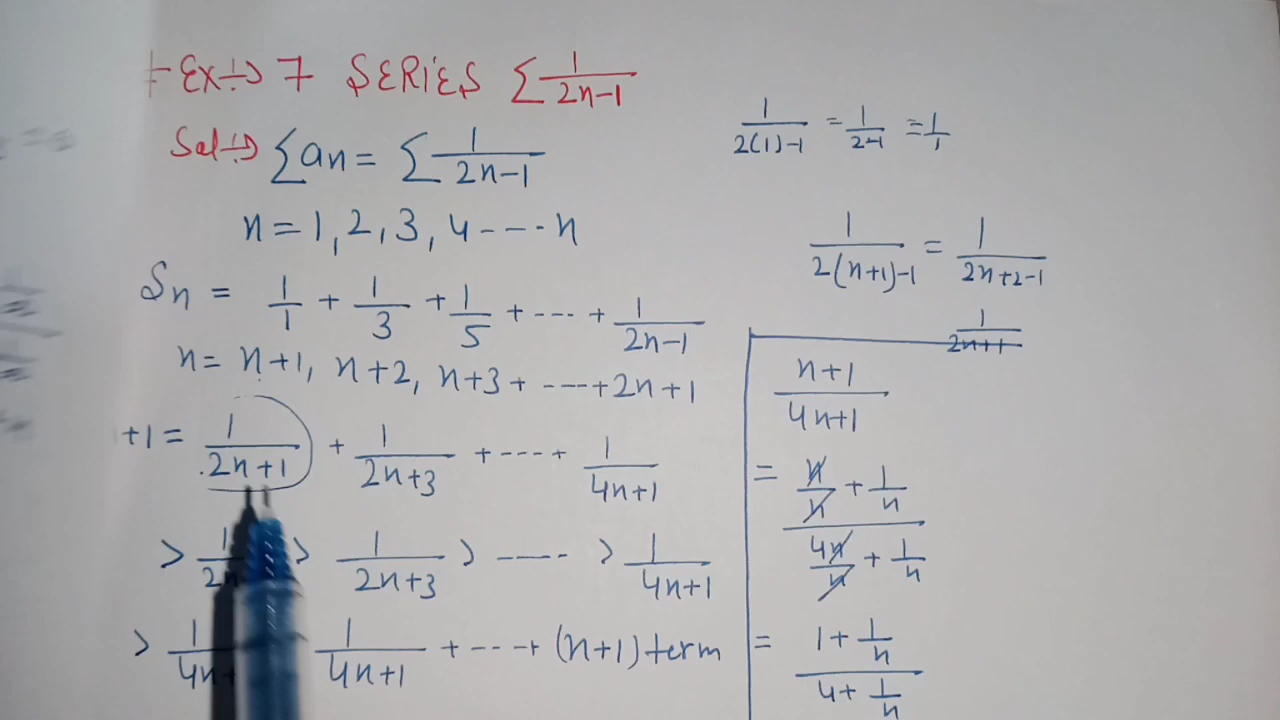 Ex:→ 7 SERIES ∑ 1/(2n-1)
Sol:→ ∑an = ∑ 1/(2n-1)
n = 1, 2, 3, 4 ---- n
Sn = 1/1 + 1/3 + 1/5 + --- + 1/(2n-1)
n = n+1, n+2, n+3 + ---- + 2n+1
+1 = 1/(2n+1) + 1/(2n+3) + ---- + 1/(4n+1)
> 1/2n > 1/(2n+3) > ---- > 1/(4n+1)
> 1/4n 1/(4n+1) + ---+ (n+1) term
1/(2(1)-1) = 1/(2-1) = 1/1
1/(2(n+1)-1) = 1/(2n+2-1)
1/(2n+1)
(n+1)/(4n+1)
= (n/n + 1/n)/(4n/n + 1/n)
= (1 + 1/n)/(4 + 1/n)